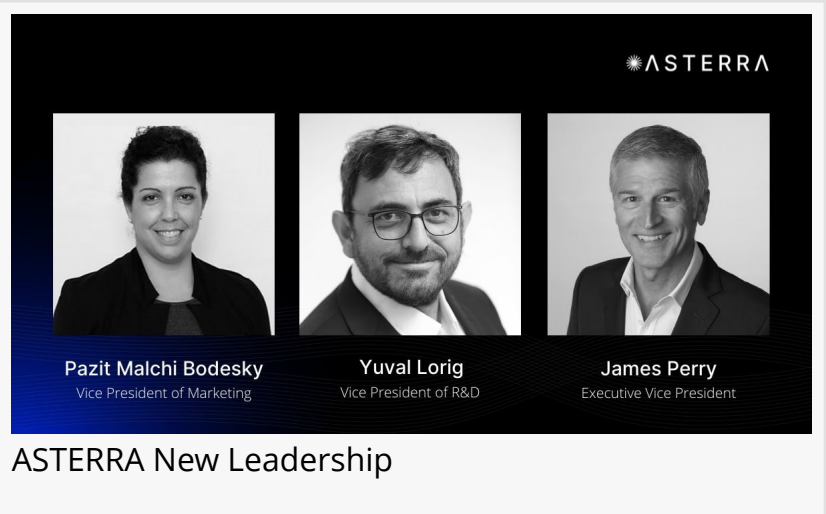 ASTERRA
Pazit Malchi Bodesky
Vice President of Marketing
Yuval Lorig
Vice President of R&D
James Perry
Executive Vice President
ASTERRA New Leadership